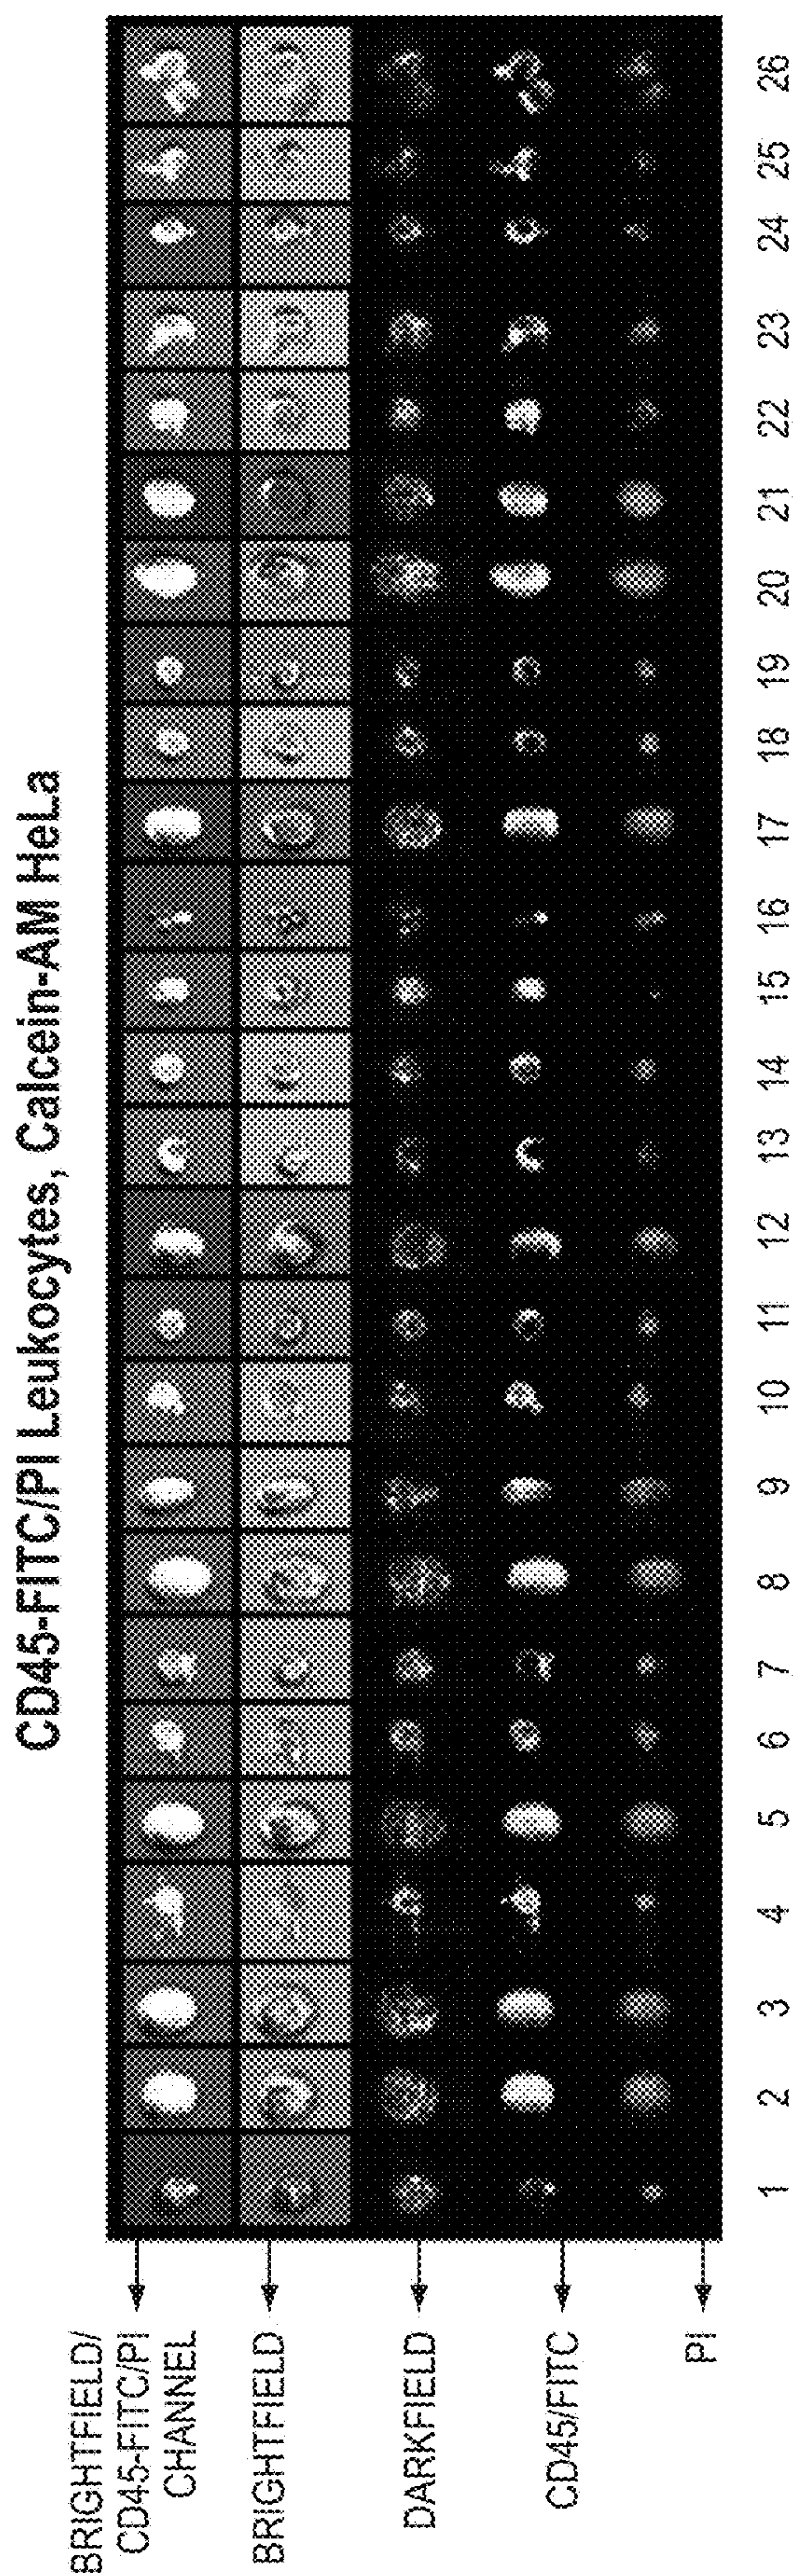 CD45-FITC/PI Leukocytes, Calcein-AM HeLa
BRIGHTFIELD/
CD45-FITC/PI
CHANNEL
BRIGHTFIELD
DARKFIELD
CD45/FITC
PI
1 2 3 4 5 6 7 8 9 10 11 12 13 14 15 16 17 18 19 20 21 22 23 24 25 26